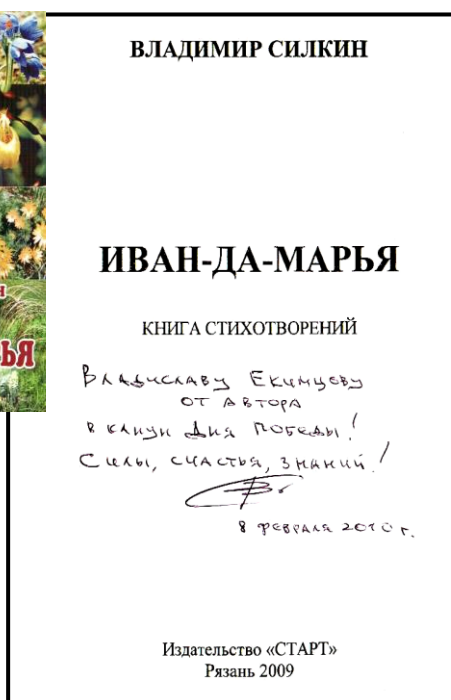 ВЛАДИМИР СИЛКИН
ИВАН-ДА-МАРЬЯ
КНИГА СТИХОТВОРЕНИЙ
Владиславу Екимцеву
от автора
в канун Дня Победы!
Силы, счастья, знаний!
8 февраля 2010 г.
Издательство «СТАРТ»
Рязань 2009
ЬЯ